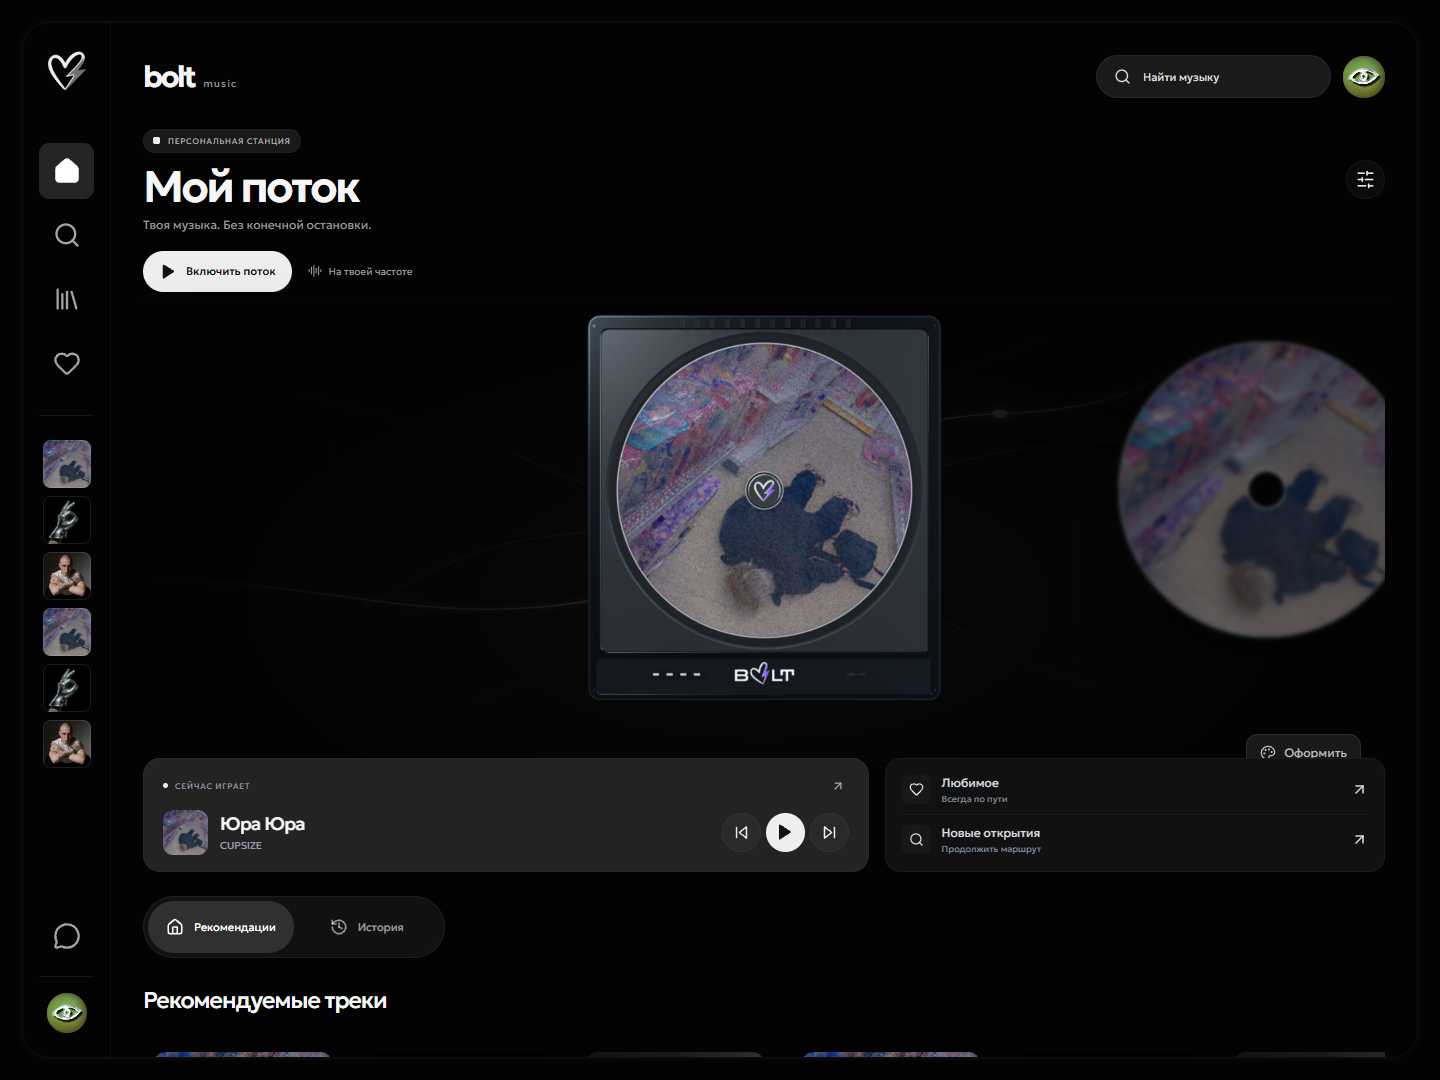 bolt music
Найти музыку
ПЕРСОНАЛЬНАЯ СТАНЦИЯ
Мой поток
Твоя музыка. Без конечной остановки.
Включить поток
На твоей частоте
BOLT
Оформить
СЕЙЧАС ИГРАЕТ
Юра Юра
CUPSIZE
Любимое
Всегда по пути
Новые открытия
Продолжить маршрут
Рекомендации
История
Рекомендуемые треки